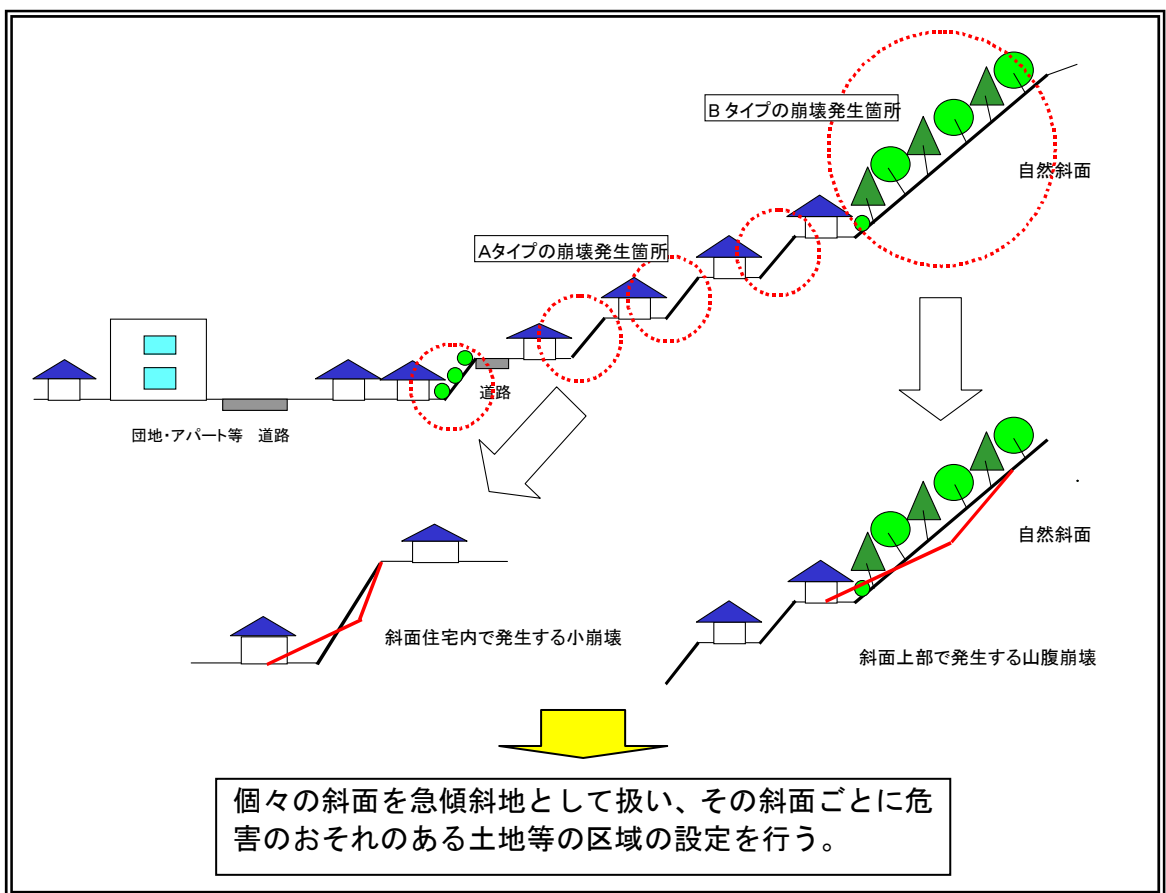 Bタイプの崩壊発生箇所
自然斜面
Aタイプの崩壊発生箇所
道路
団地・アパート等 道路
自然斜面
斜面住宅内で発生する小崩壊
斜面上部で発生する山腹崩壊
個々の斜面を急傾斜地として扱い、その斜面ごとに危
害のおそれのある土地等の区域の設定を行う。